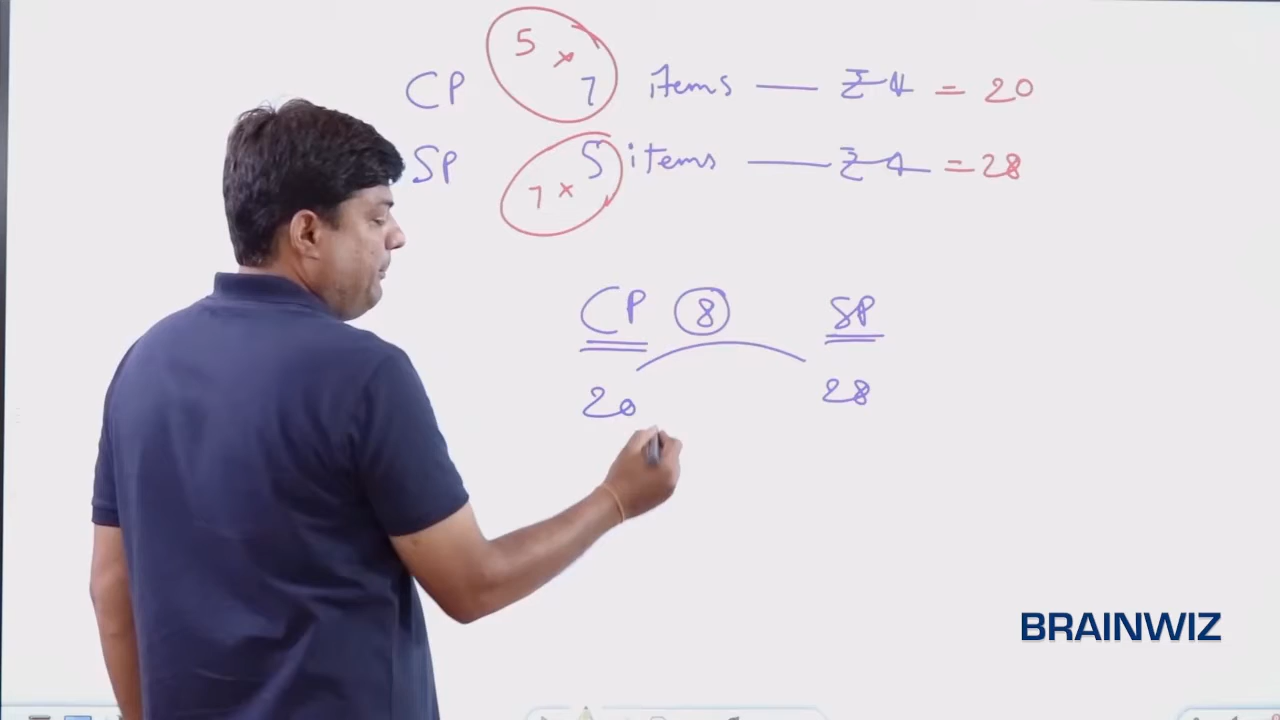 5 ×
CP 7 items — ₹ 4 = 20
SP 5 items — ₹ 4 = 28
7 ×
CP 8 SP
20 28
BRAINWIZ